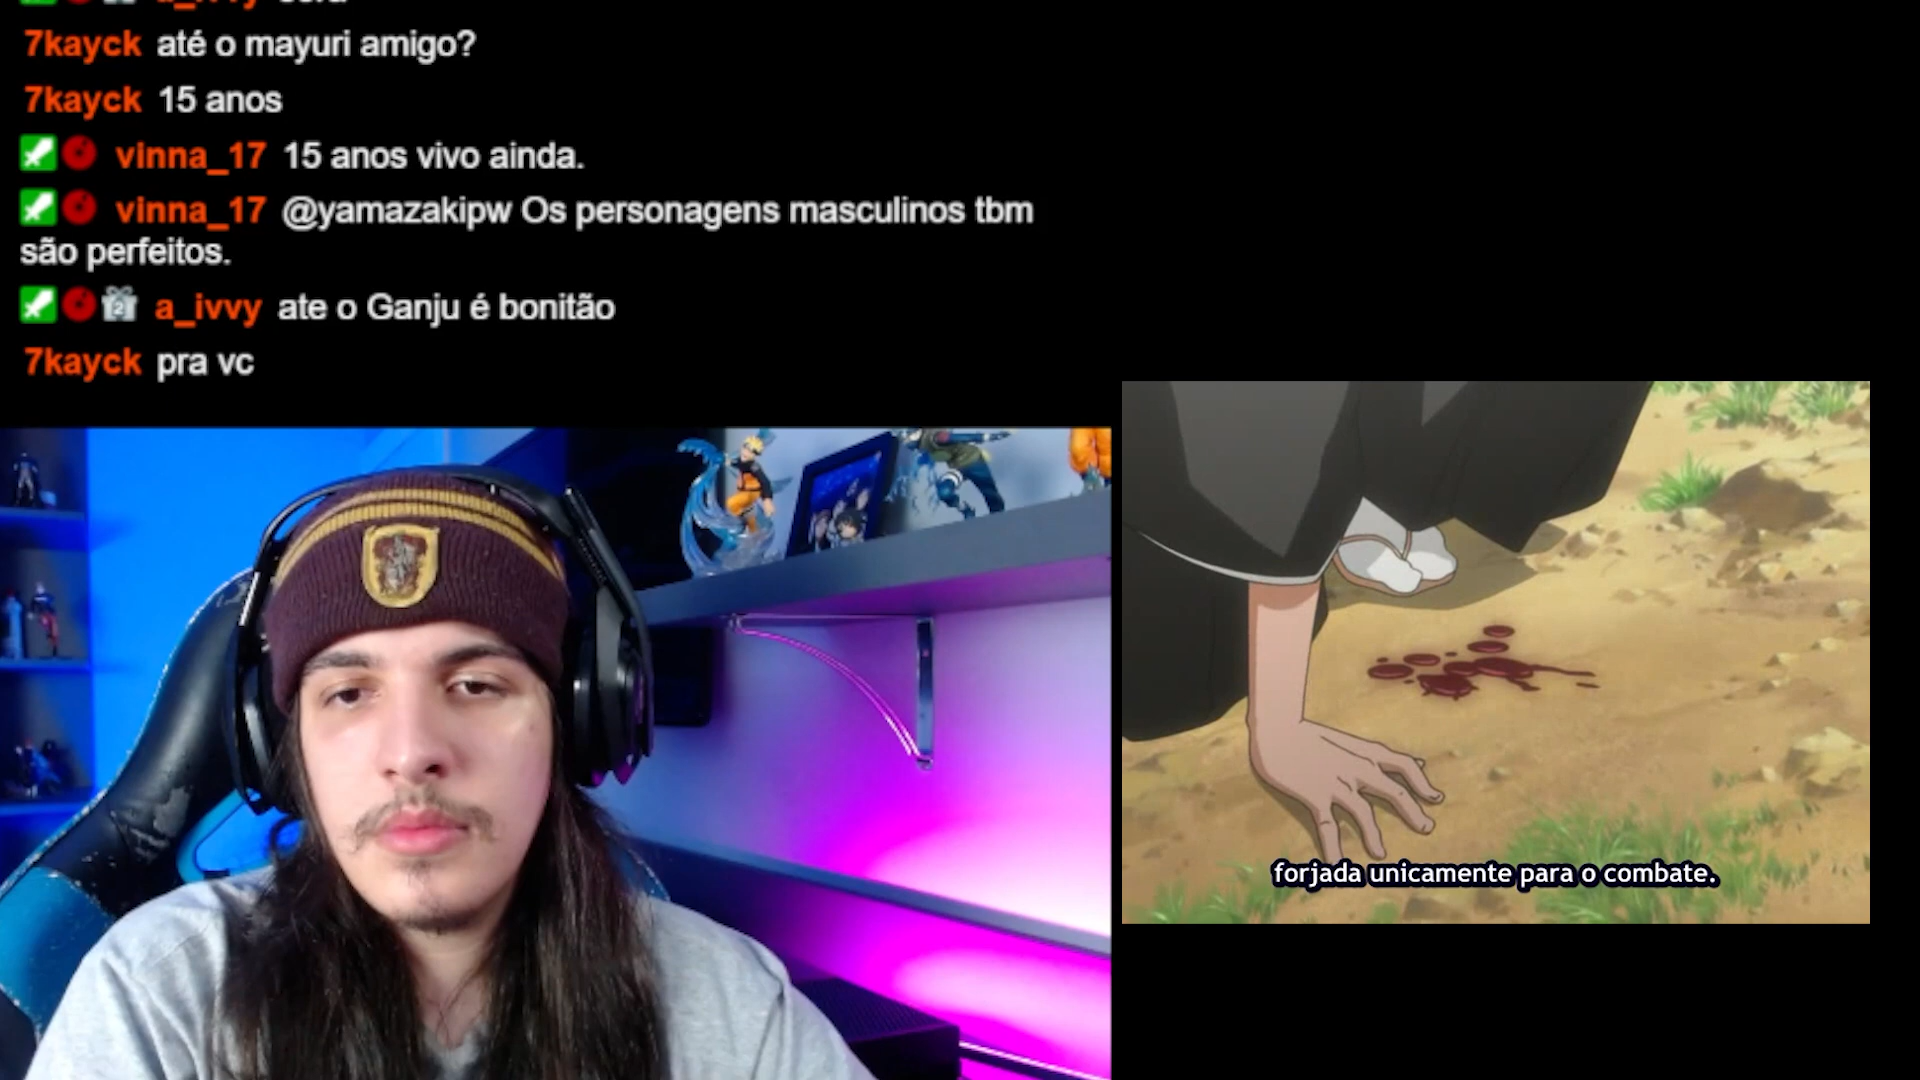 7kayck até o mayuri amigo?
7kayck 15 anos
vinna_17 15 anos vivo ainda.
vinna_17 @yamazakipw Os personagens masculinos tbm
são perfeitos.
a_ivvy ate o Ganju é bonitão
7kayck pra vc
forjada unicamente para o combate.